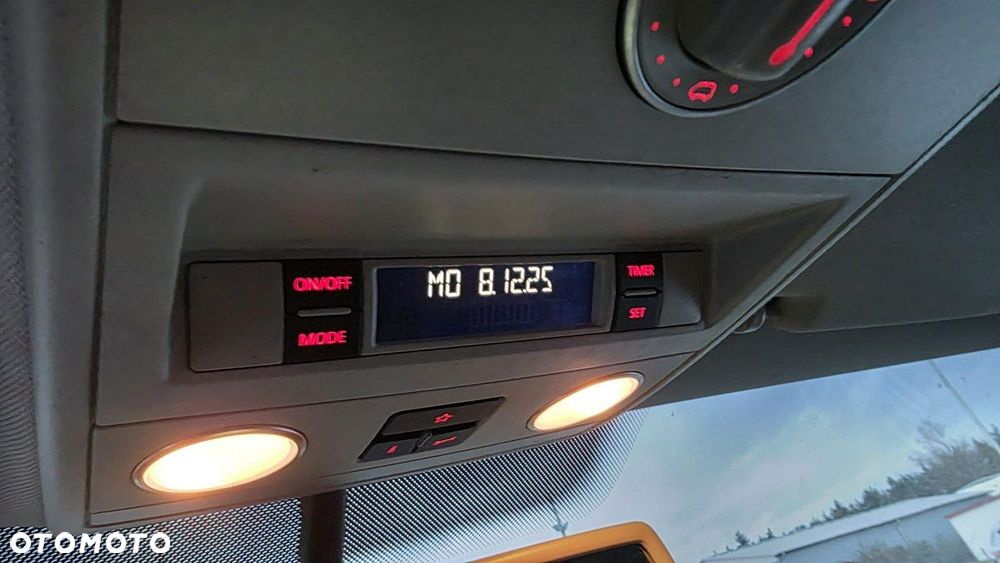 MO 8.12.25
ON/OFF
TIMER
MODE
SET
OTOMOTO